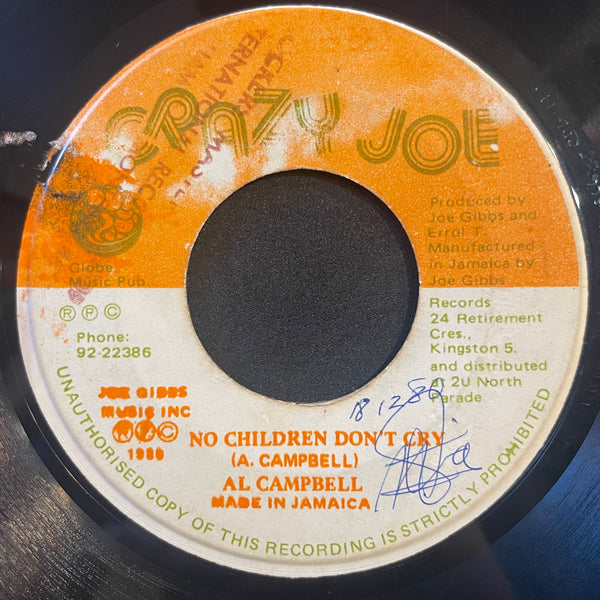 CRAZY JOE
Produced by
Joe Gibbs and
Errol T.
Manufactured
in Jamaica by
Joe Gibbs
Records
24 Retirement
Cres.,
Kingston 5.
and distributed
at 2U North
Parade
Globe
Music Pub.
Ⓡ Ⓟ Ⓒ
Phone:
92-22386
JOE GIBBS
MUSIC INC
Ⓡ Ⓟ Ⓒ
1980
NO CHILDREN DON'T CRY
(A. CAMPBELL)
AL CAMPBELL
MADE IN JAMAICA
UNAUTHORISED COPY OF THIS RECORDING IS STRICTLY PROHIBITED